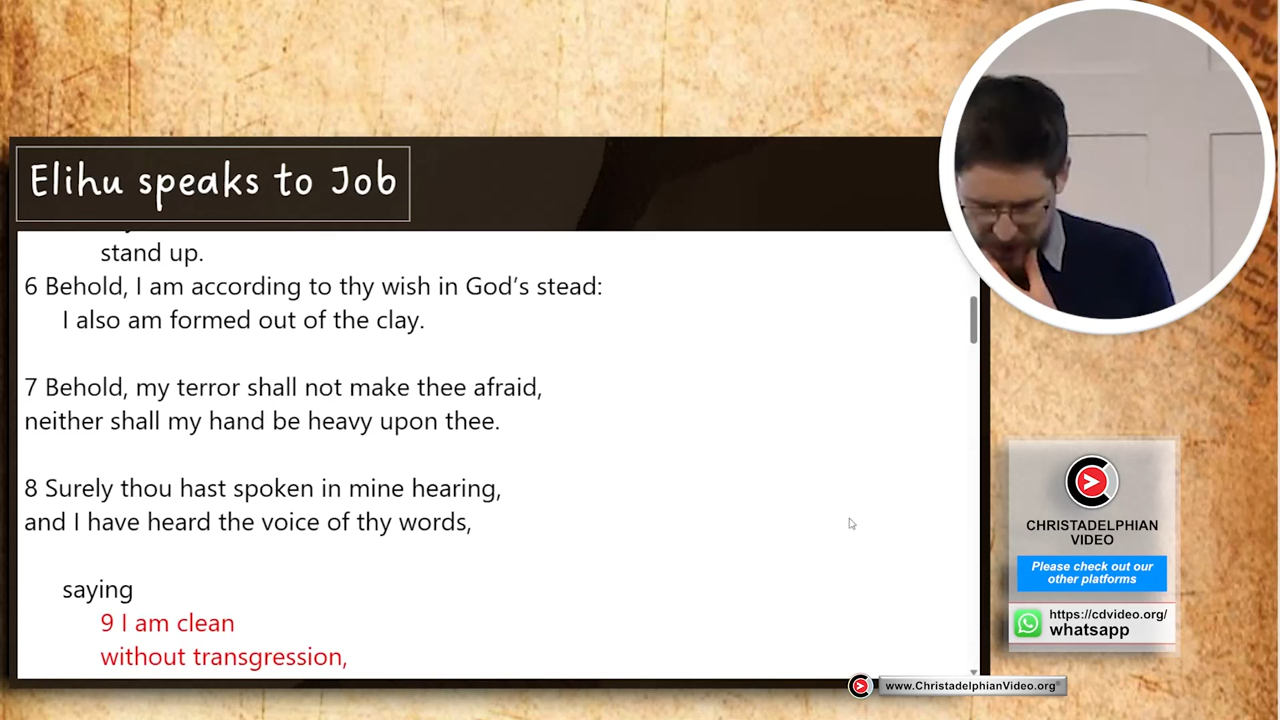 Elihu speaks to Job
stand up.
6 Behold, I am according to thy wish in God’s stead:
I also am formed out of the clay.
7 Behold, my terror shall not make thee afraid,
neither shall my hand be heavy upon thee.
8 Surely thou hast spoken in mine hearing,
and I have heard the voice of thy words,
saying
9 I am clean
without transgression,
CHRISTADELPHIAN
VIDEO
Please check out our
other platforms
https://cdvideo.org/
whatsapp
www.ChristadelphianVideo.org